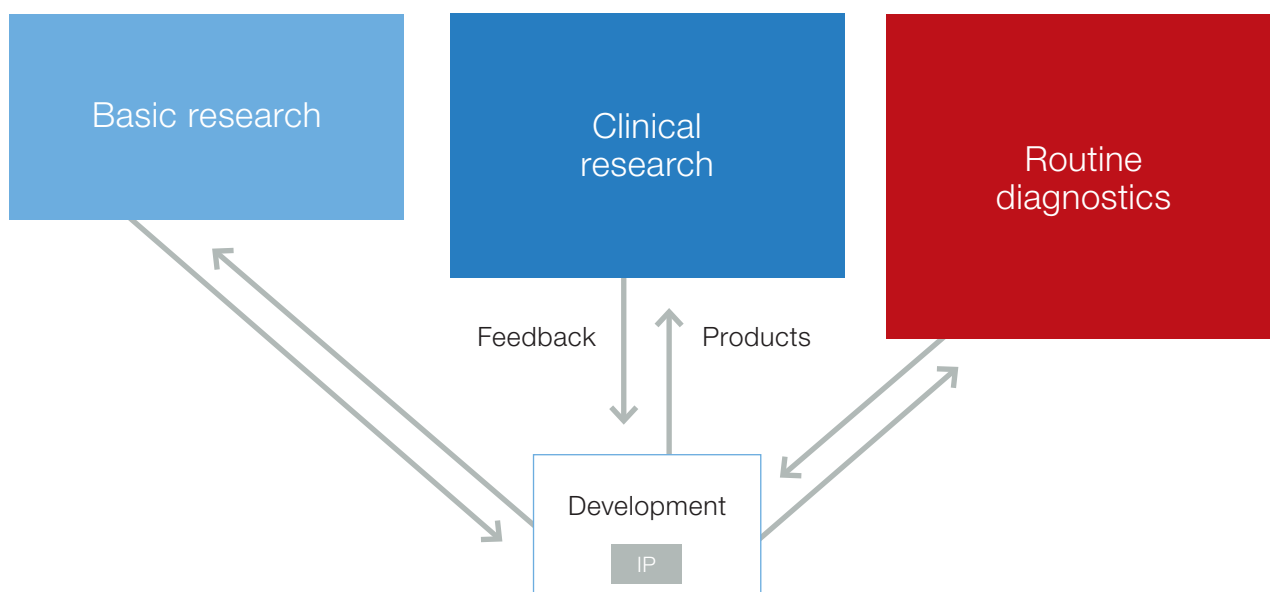 Basic research
Clinical
research
Routine
diagnostics
Feedback
Products
Development
IP